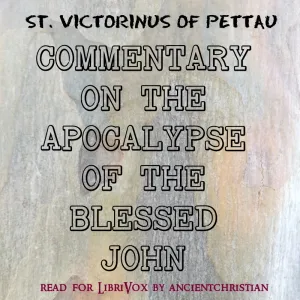 ST. VICTORINUS OF PETTAU
COMMENTARY
ON THE
APOCALYPSE
OF THE
BLESSED
JOHN
READ FOR LIBRIVOX BY ANCIENTCHRISTIAN